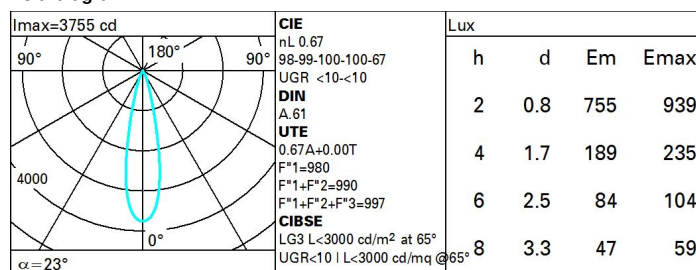 Imax=3755 cd
90° 180° 90°
4000
0°
α=23°
CIE
nL 0.67
98-99-100-100-67
UGR <10-<10
DIN
A.61
UTE
0.67A+0.00T
F"1=980
F"1+F"2=990
F"1+F"2+F"3=997
CIBSE
LG3 L<3000 cd/m² at 65°
UGR<10 | L<3000 cd/mq @65°
Lux
h d Em Emax
2 0.8 755 939
4 1.7 189 235
6 2.5 84 104
8 3.3 47 59